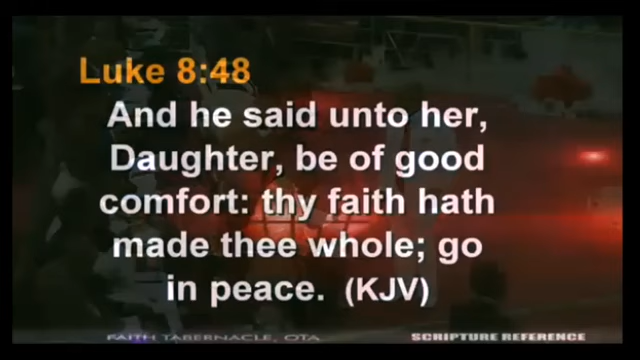 Luke 8:48
And he said unto her,
Daughter, be of good
comfort: thy faith hath
made thee whole; go
in peace. (KJV)
FAITH TABERNACLE, OTA
SCRIPTURE REFERENCE